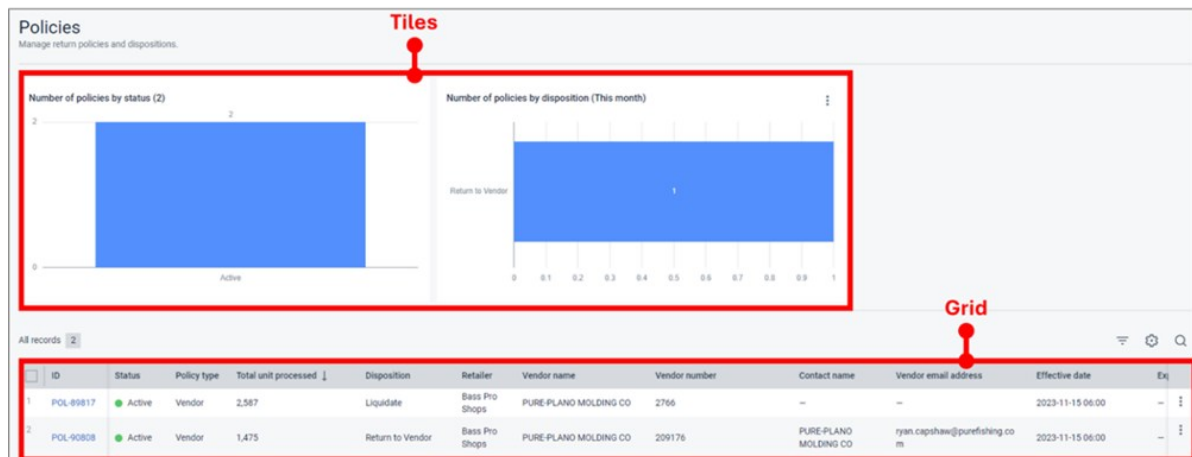 Policies
Manage return policies and dispositions.
Tiles
Number of policies by status (2)
2
2
0
Active
Number of policies by disposition (This month)
Return to Vendor
1
0 0.1 0.2 0.3 0.4 0.5 0.6 0.7 0.8 0.9 1
Grid
All records 2
ID Status Policy type Total unit processed ↓ Disposition Retailer Vendor name Vendor number Contact name Vendor email address Effective date Exp
1 POL-89817 Active Vendor 2,587 Liquidate Bass Pro Shops PURE-PLANO MOLDING CO 2766 – – 2023-11-15 06:00 –
2 POL-90808 Active Vendor 1,475 Return to Vendor Bass Pro Shops PURE-PLANO MOLDING CO 209176 PURE-PLANO MOLDING CO ryan.capshaw@purefishing.com 2023-11-15 06:00 –